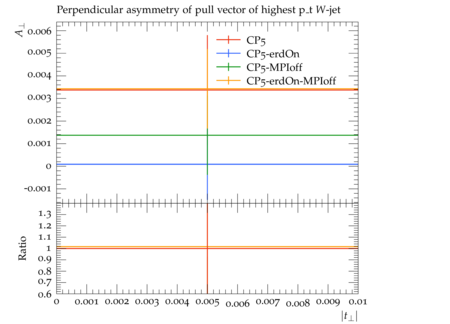 Perpendicular asymmetry of pull vector of highest p_t W-jet
A⊥
0.006
0.005
0.004
0.003
0.002
0.001
0
-0.001
CP5
CP5-erdOn
CP5-MPIoff
CP5-erdOn-MPIoff
Ratio
1.3
1.2
1.1
1
0.9
0.8
0.7
0.6
0 0.001 0.002 0.003 0.004 0.005 0.006 0.007 0.008 0.009 0.01
|t⊥|